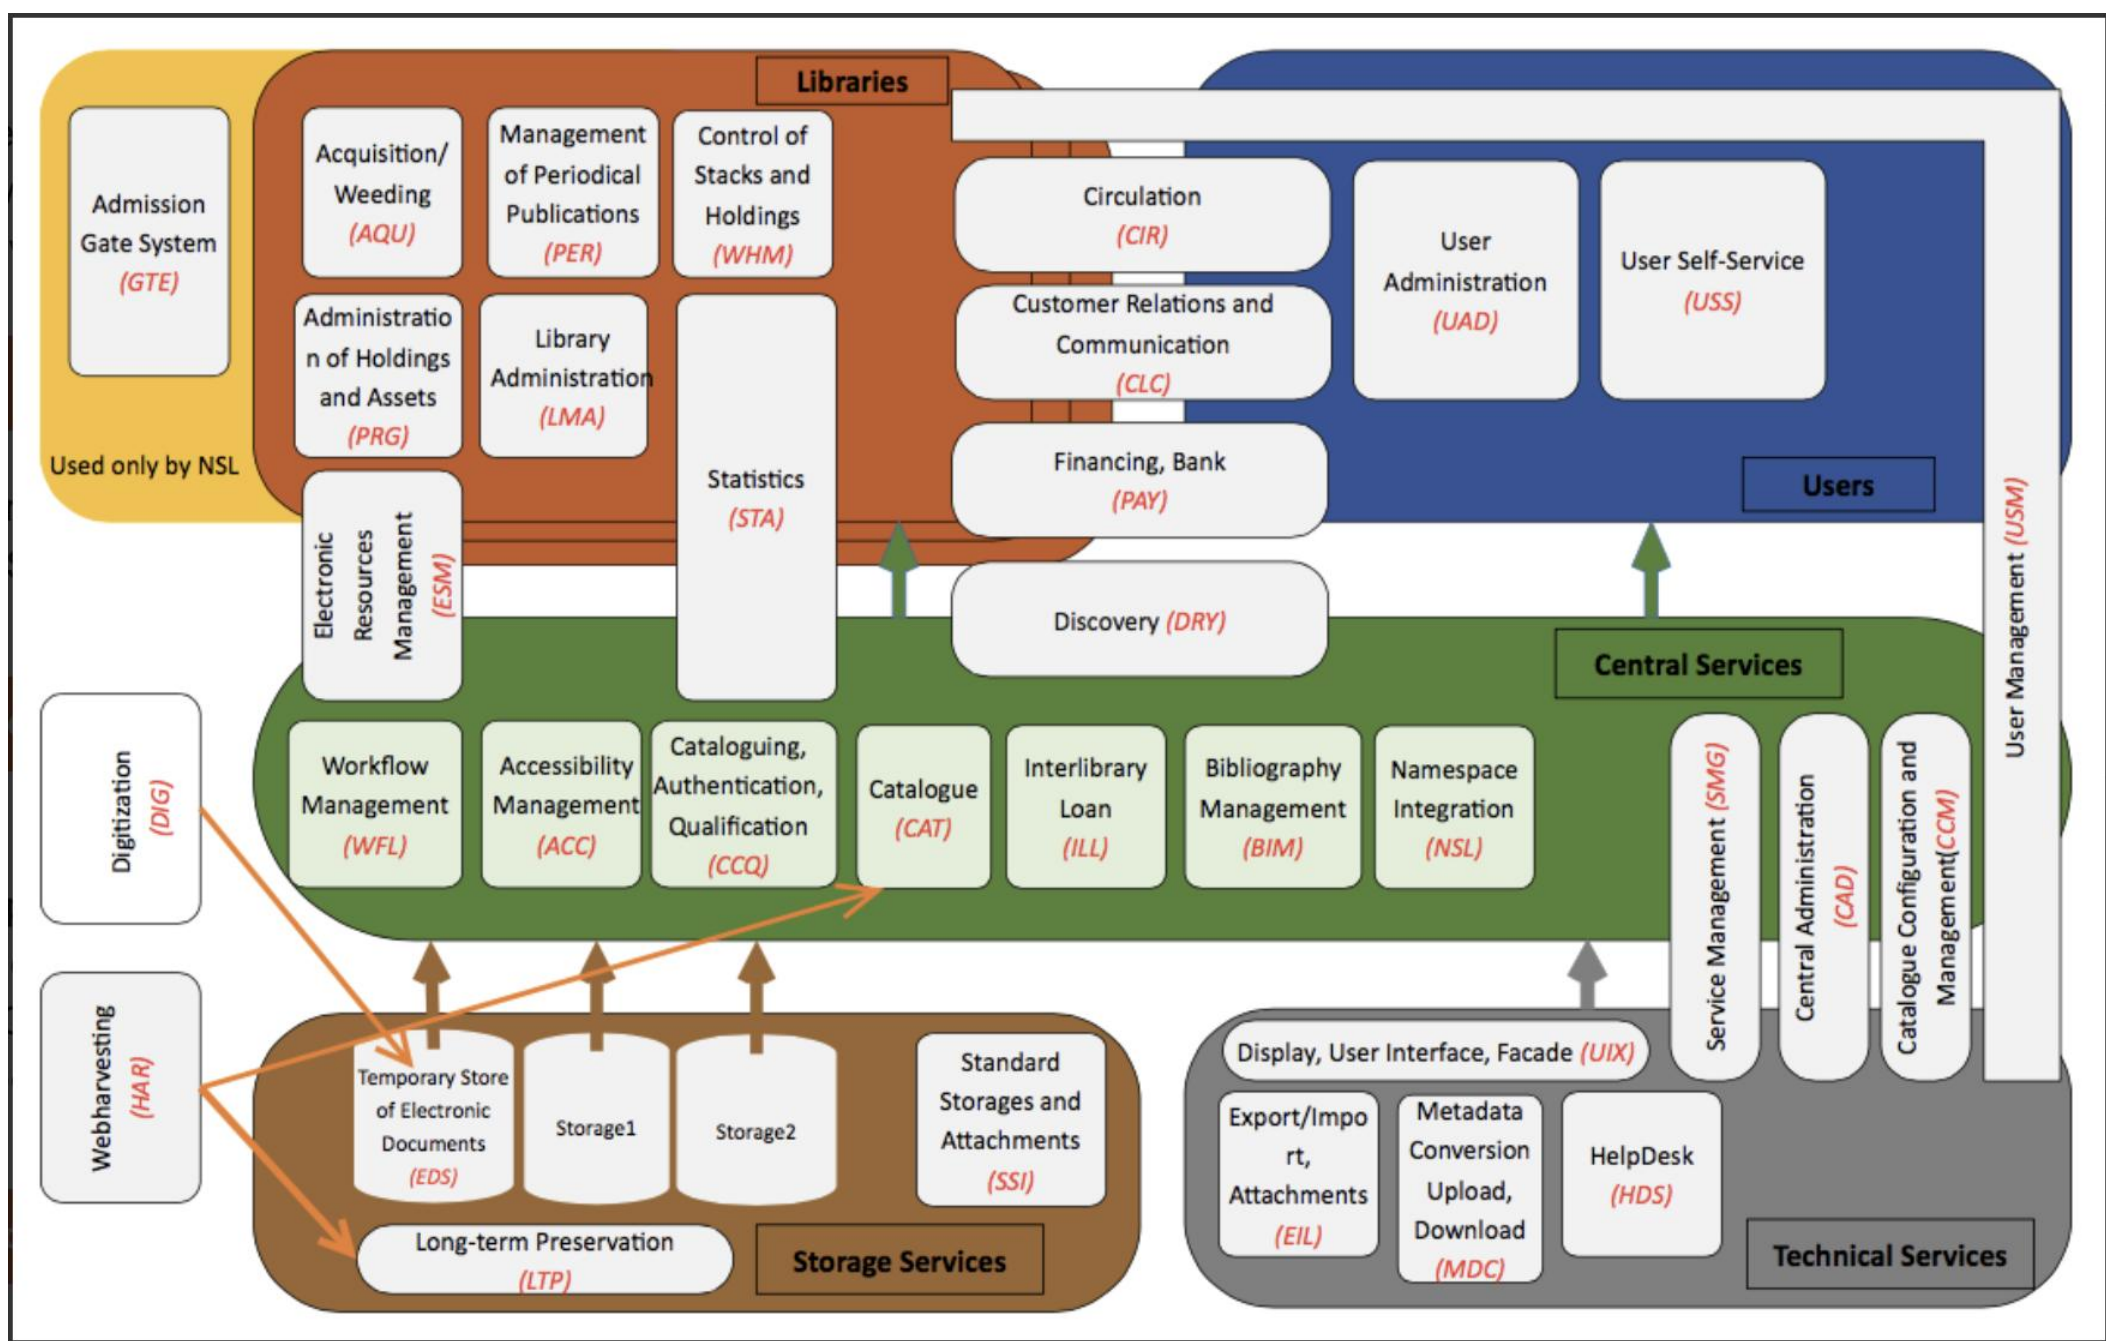 Libraries
Admission
Gate System
(GTE)
Used only by NSL
Acquisition/
Weeding
(AQU)
Management
of Periodical
Publications
(PER)
Control of
Stacks and
Holdings
(WHM)
Administratio
n of Holdings
and Assets
(PRG)
Library
Administration
(LMA)
Statistics
(STA)
Electronic
Resources
Management
(ESM)
Circulation
(CIR)
Customer Relations and
Communication
(CLC)
Financing, Bank
(PAY)
Discovery (DRY)
User
Administration
(UAD)
User Self-Service
(USS)
Users
User Management (USM)
Central Services
Digitization
(DIG)
Workflow
Management
(WFL)
Accessibility
Management
(ACC)
Cataloguing,
Authentication,
Qualification
(CCQ)
Catalogue
(CAT)
Interlibrary
Loan
(ILL)
Bibliography
Management
(BIM)
Namespace
Integration
(NSL)
Service Management (SMG)
Central Administration
(CAD)
Catalogue Configuration and
Management(CCM)
Webharvesting
(HAR)
Temporary Store
of Electronic
Documents
(EDS)
Storage1
Storage2
Standard
Storages and
Attachments
(SSI)
Long-term Preservation
(LTP)
Storage Services
Display, User Interface, Facade (UIX)
Export/Impo
rt,
Attachments
(EIL)
Metadata
Conversion
Upload,
Download
(MDC)
HelpDesk
(HDS)
Technical Services